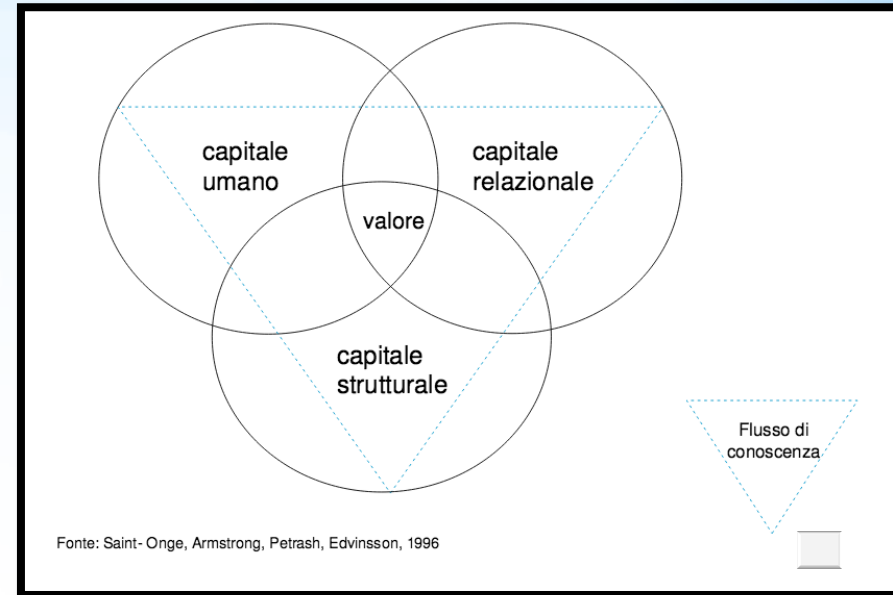 capitale
umano
capitale
relazionale
valore
capitale
strutturale
Flusso di
conoscenza
Fonte: Saint- Onge, Armstrong, Petrash, Edvinsson, 1996